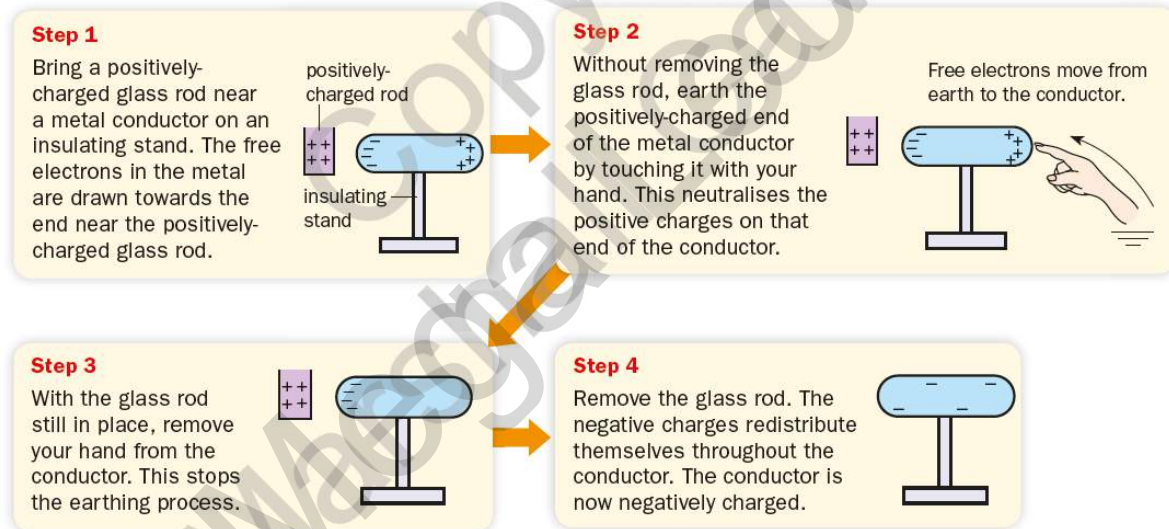 Step 1
Bring a positively-
charged glass rod near
a metal conductor on an
insulating stand. The free
electrons in the metal
are drawn towards the
end near the positively-
charged glass rod.
positively-
charged rod
++
++
insulating
stand
Step 2
Without removing the
glass rod, earth the
positively-charged end
of the metal conductor
by touching it with your
hand. This neutralises the
positive charges on that
end of the conductor.
Free electrons move from
earth to the conductor.
++
++
Step 3
With the glass rod
still in place, remove
your hand from the
conductor. This stops
the earthing process.
++
++
Step 4
Remove the glass rod. The
negative charges redistribute
themselves throughout the
conductor. The conductor is
now negatively charged.